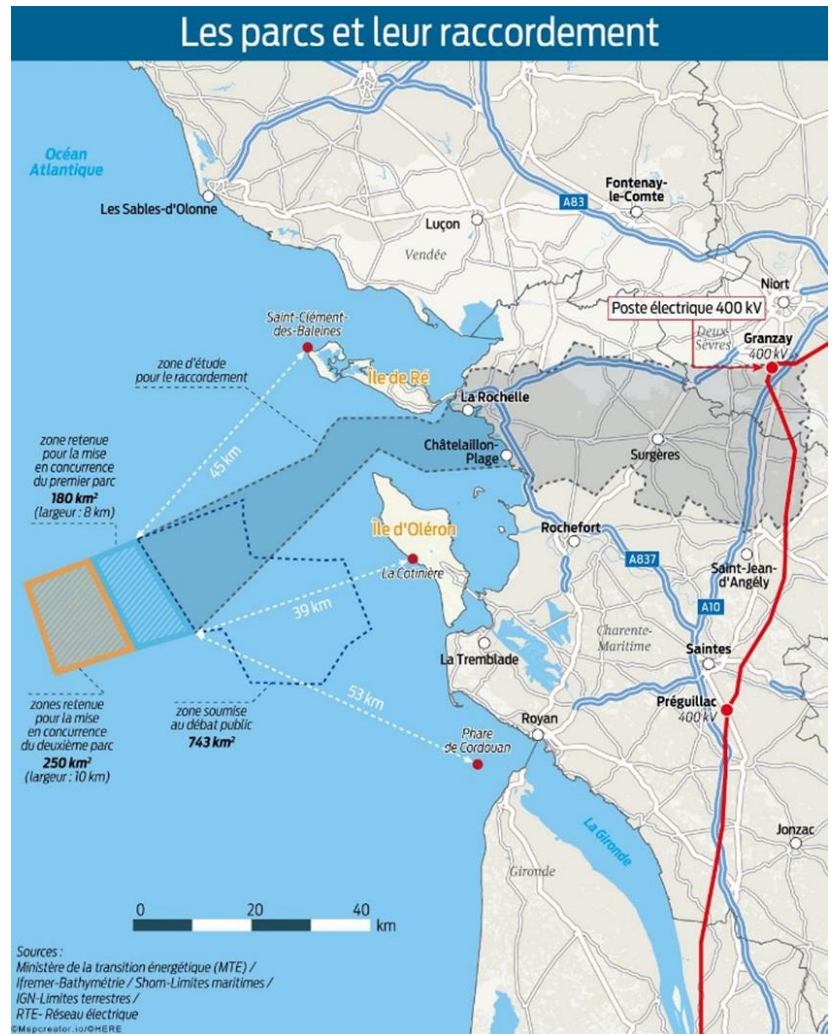 Les parcs et leur raccordement
Océan
Atlantique
Les Sables-d'Olonne
Luçon
Vendée
Fontenay-
le-Comte
A83
Niort
Poste électrique 400 kV
Deux-
Sèvres
Granzay
400 kV
Saint-Clément-
des-Baleines
Île de Ré
zone d'étude
pour le raccordement
La Rochelle
Châtelaillon-
Plage
Surgères
zone retenue
pour la mise
en concurrence
du premier parc
180 km²
(largeur : 8 km)
45 km
Île d'Oléron
La Cotinière
39 km
Rochefort
A837
Saint-Jean-
d'Angély
A10
Charente-
Maritime
Saintes
La Tremblade
Préguillac
400 kV
53 km
zones retenue
pour la mise
en concurrence
du deuxième parc
250 km²
(largeur : 10 km)
zone soumise
au débat public
743 km²
Phare
de Cordouan
Royan
La Gironde
Jonzac
Gironde
0 20 40
km
Sources :
Ministère de la transition énergétique (MTE) /
Ifremer-Bathymétrie / Shom-Limites maritimes /
IGN-Limites terrestres /
RTE- Réseau électrique
©Mapcreator.io/©HERE